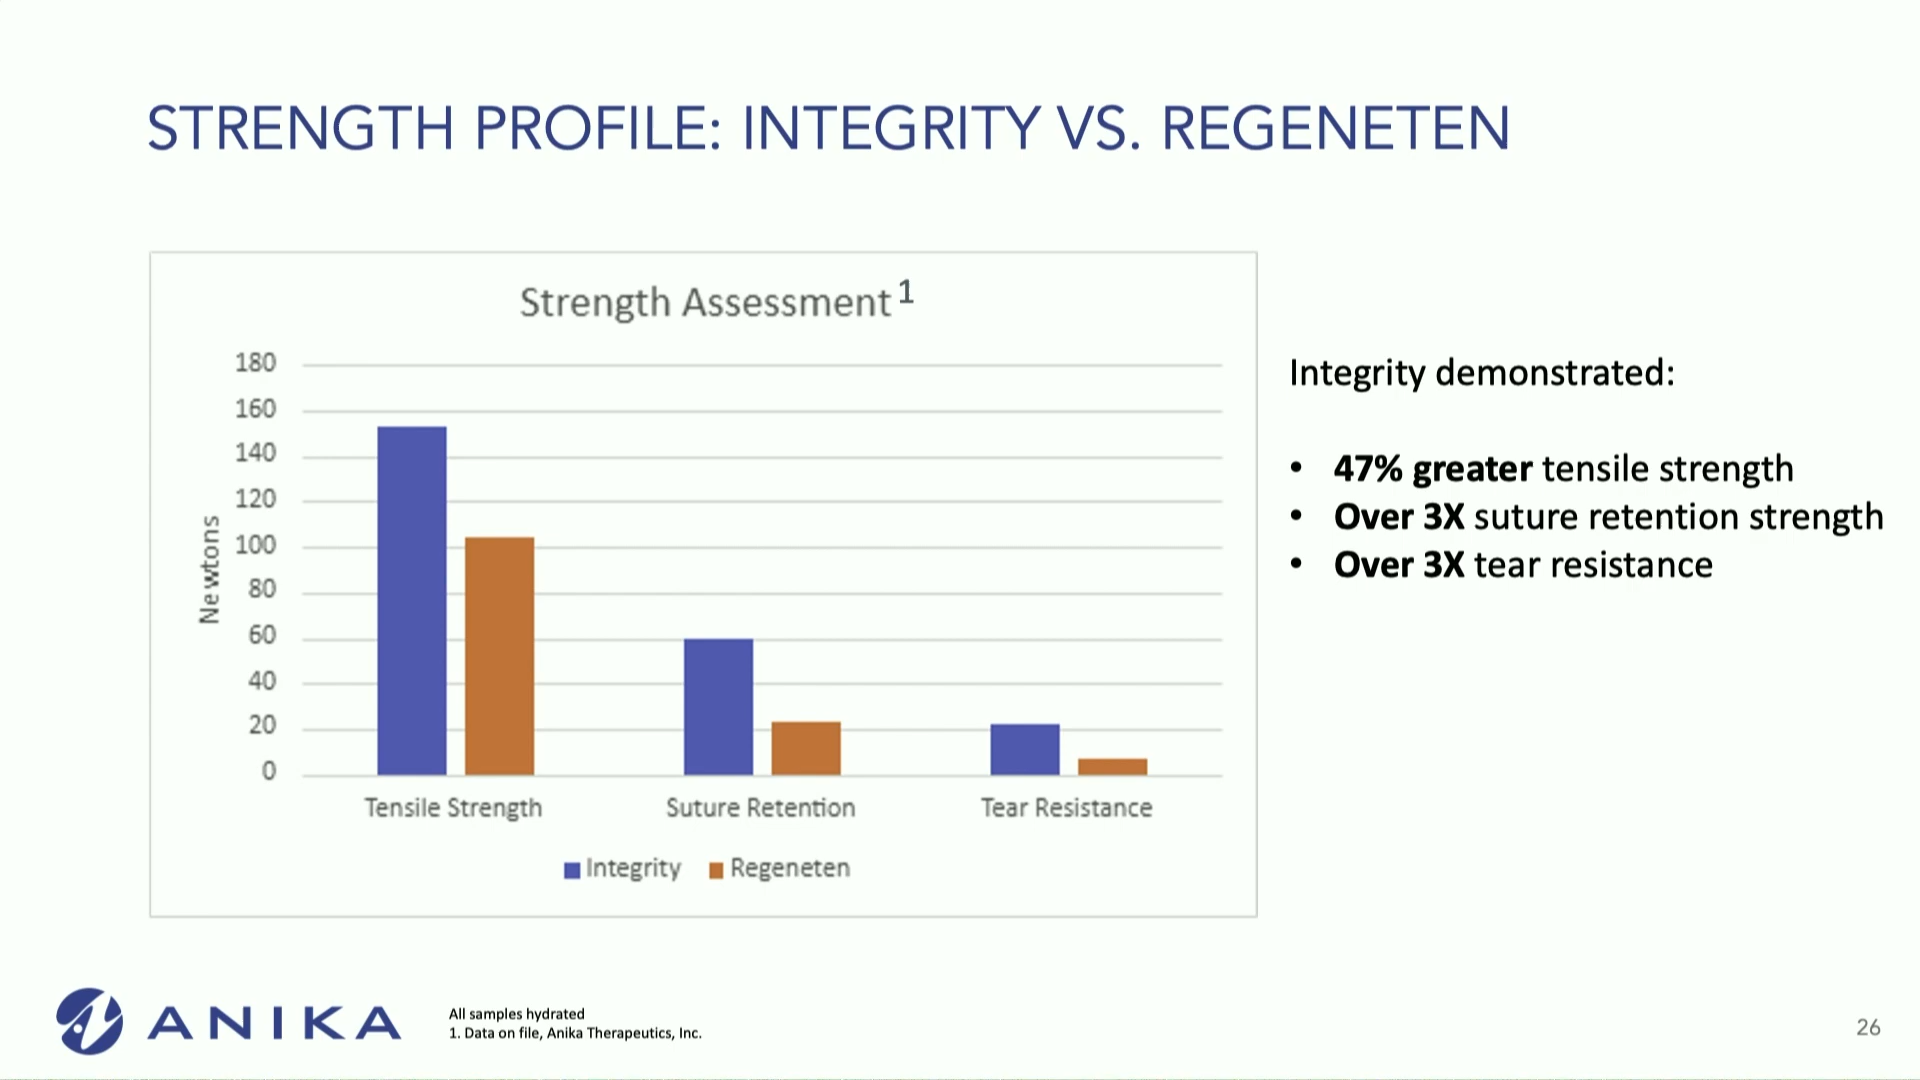 STRENGTH PROFILE: INTEGRITY VS. REGENETEN
Strength Assessment 1
180
160
140
120
100
80
60
40
20
0
Newtons
Tensile Strength
Suture Retention
Tear Resistance
Integrity
Regeneten
Integrity demonstrated:
• 47% greater tensile strength
• Over 3X suture retention strength
• Over 3X tear resistance
ANIKA
All samples hydrated
1. Data on file, Anika Therapeutics, Inc.
26